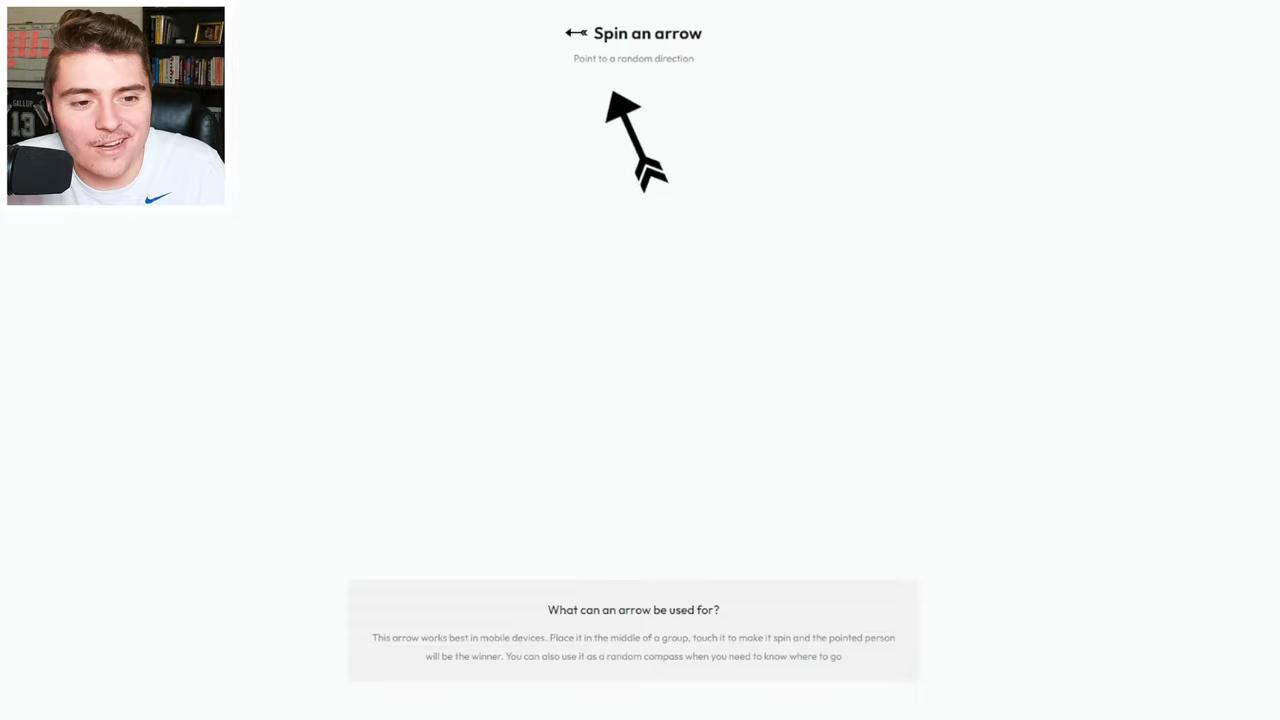 Spin an arrow
Point to a random direction
GALLUP
13
What can an arrow be used for?
This arrow works best in mobile devices. Place it in the middle of a group, touch it to make it spin and the pointed person
will be the winner. You can also use it as a random compass when you need to know where to go